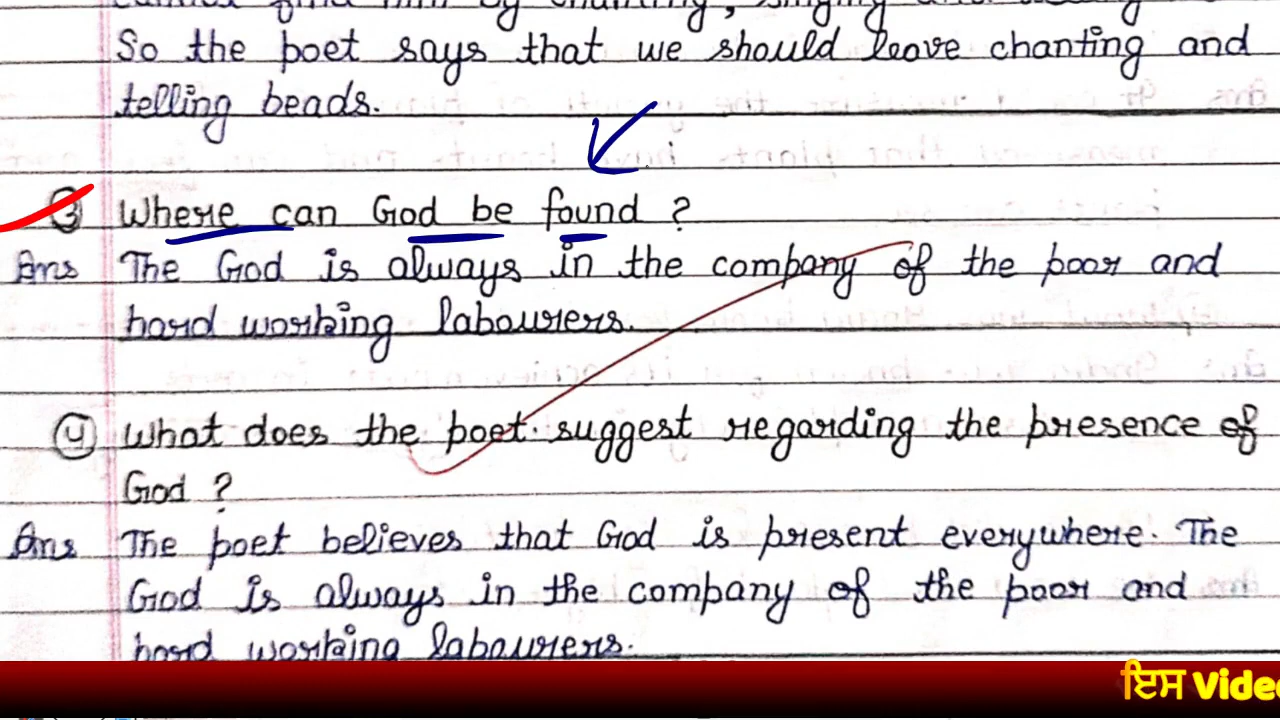 So the poet says that we should leave chanting and
telling beads.
③ Where can God be found ?
Ans The God is always in the company of the poor and
hard working labourers.
④ What does the poet suggest regarding the presence of
God ?
Ans The poet believes that God is present everywhere. The
God is always in the company of the poor and
hard working labourers.
ਇਸ Vide